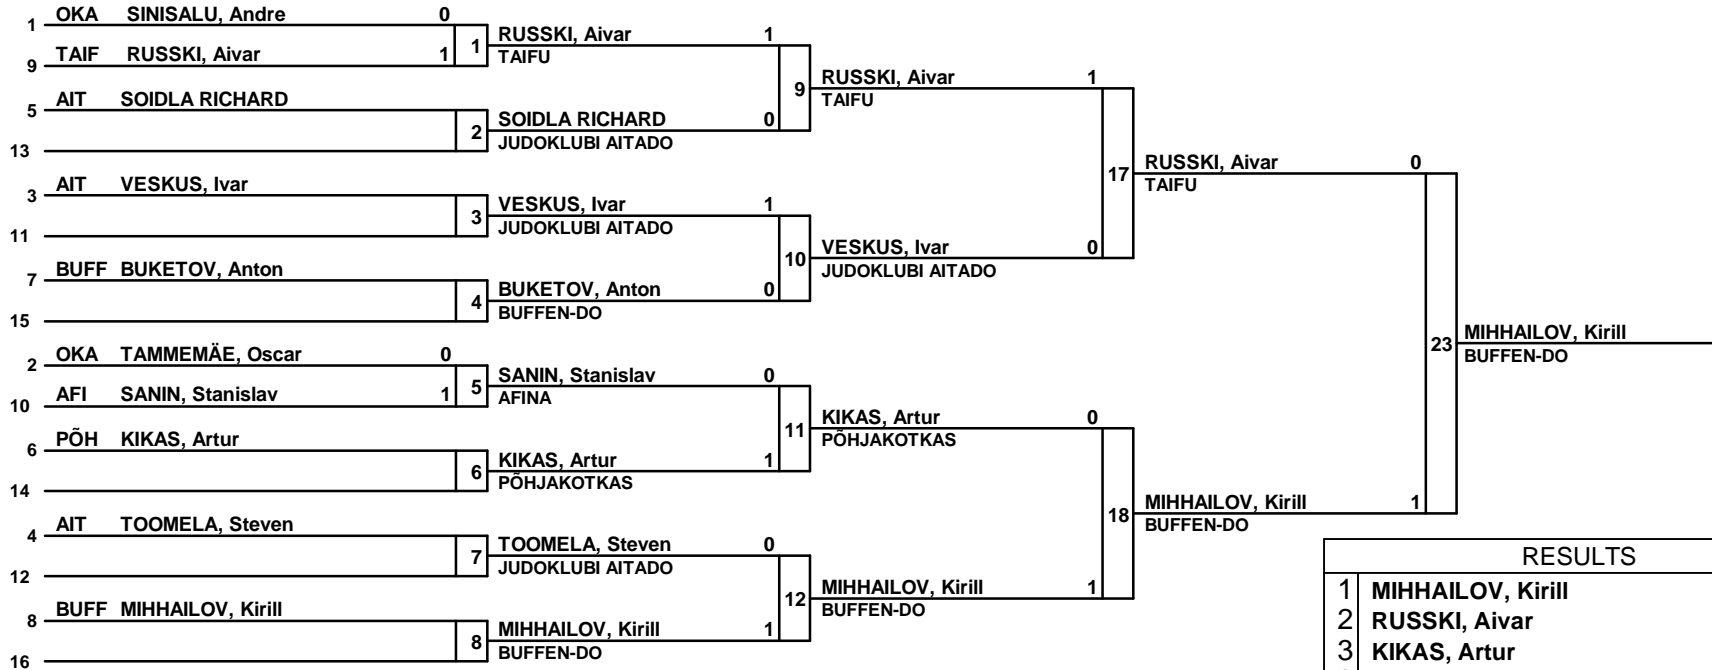 1 OKA SINISALU, Andre 0
9 TAIF RUSSKI, Aivar 1
1
5 AIT SOIDLA RICHARD
13
2
3 AIT VESKUS, Ivar
11
3
7 BUFF BUKETOV, Anton
15
4
2 OKA TAMMEMÄE, Oscar 0
10 AFI SANIN, Stanislav 1
5
6 PÕH KIKAS, Artur
14
6
4 AIT TOOMELA, Steven
12
7
8 BUFF MIHHAILOV, Kirill
16
8
RUSSKI, Aivar 1
TAIFU
9
SOIDLA RICHARD 0
JUDOKLUBI AITADO
VESKUS, Ivar 1
JUDOKLUBI AITADO
10
BUKETOV, Anton 0
BUFFEN-DO
SANIN, Stanislav 0
AFINA
11
KIKAS, Artur 1
PÕHJAKOTKAS
TOOMELA, Steven 0
JUDOKLUBI AITADO
12
MIHHAILOV, Kirill 1
BUFFEN-DO
RUSSKI, Aivar 1
TAIFU
17
VESKUS, Ivar 0
JUDOKLUBI AITADO
KIKAS, Artur 0
PÕHJAKOTKAS
18
MIHHAILOV, Kirill 1
BUFFEN-DO
RUSSKI, Aivar 0
TAIFU
23
MIHHAILOV, Kirill 1
BUFFEN-DO
MIHHAILOV, Kirill
BUFFEN-DO
RESULTS
1 MIHHAILOV, Kirill
2 RUSSKI, Aivar
3 KIKAS, Artur